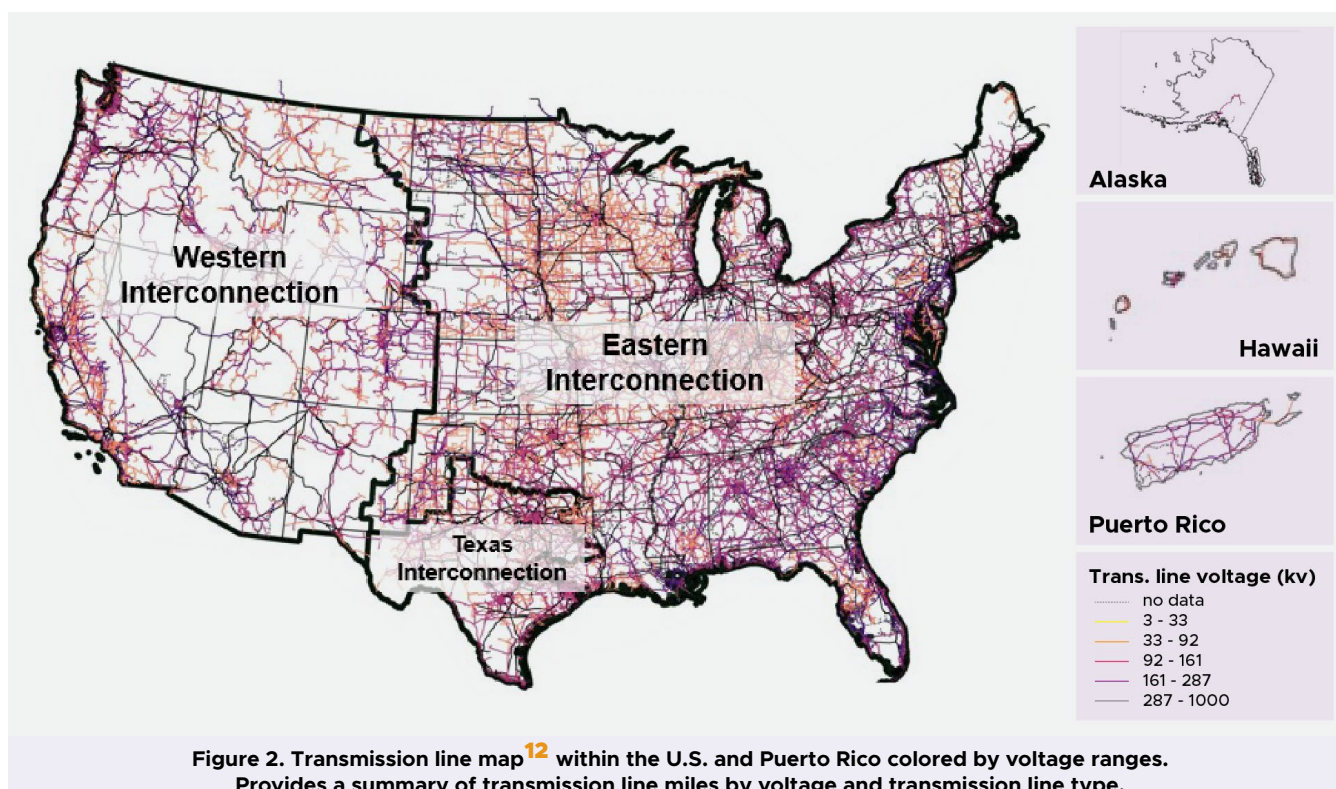 Western
Interconnection
Eastern
Interconnection
Texas
Interconnection
Alaska
Hawaii
Puerto Rico
Trans. line voltage (kv)
no data
3 - 33
33 - 92
92 - 161
161 - 287
287 - 1000
Figure 2. Transmission line map12 within the U.S. and Puerto Rico colored by voltage ranges.
Provides a summary of transmission line miles by voltage and transmission line type.